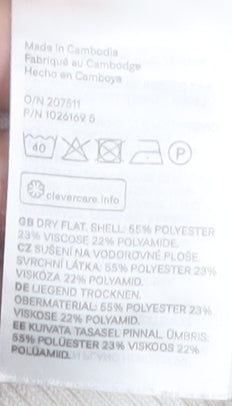 Made in Cambodia
Fabriqué au Cambodge
Hecho en Camboya
O/N 207511
P/N 1026169 5
40 P
clevercare.info
GB DRY FLAT. SHELL: 55% POLYESTER
23% VISCOSE 22% POLYAMIDE.
CZ SUŠENÍ NA VODOROVNÉ PLOŠE.
SVRCHNÍ LÁTKA: 55% POLYESTER 23%
VISKÓZA 22% POLYAMID.
DE LIEGEND TROCKNEN.
OBERMATERIAL: 55% POLYESTER 23%
VISKOSE 22% POLYAMID.
EE KUIVATA TASASEL PINNAL. ÜMBRIS:
55% POLÜESTER 23% VISKOOS 22%
POLÜAMIID.